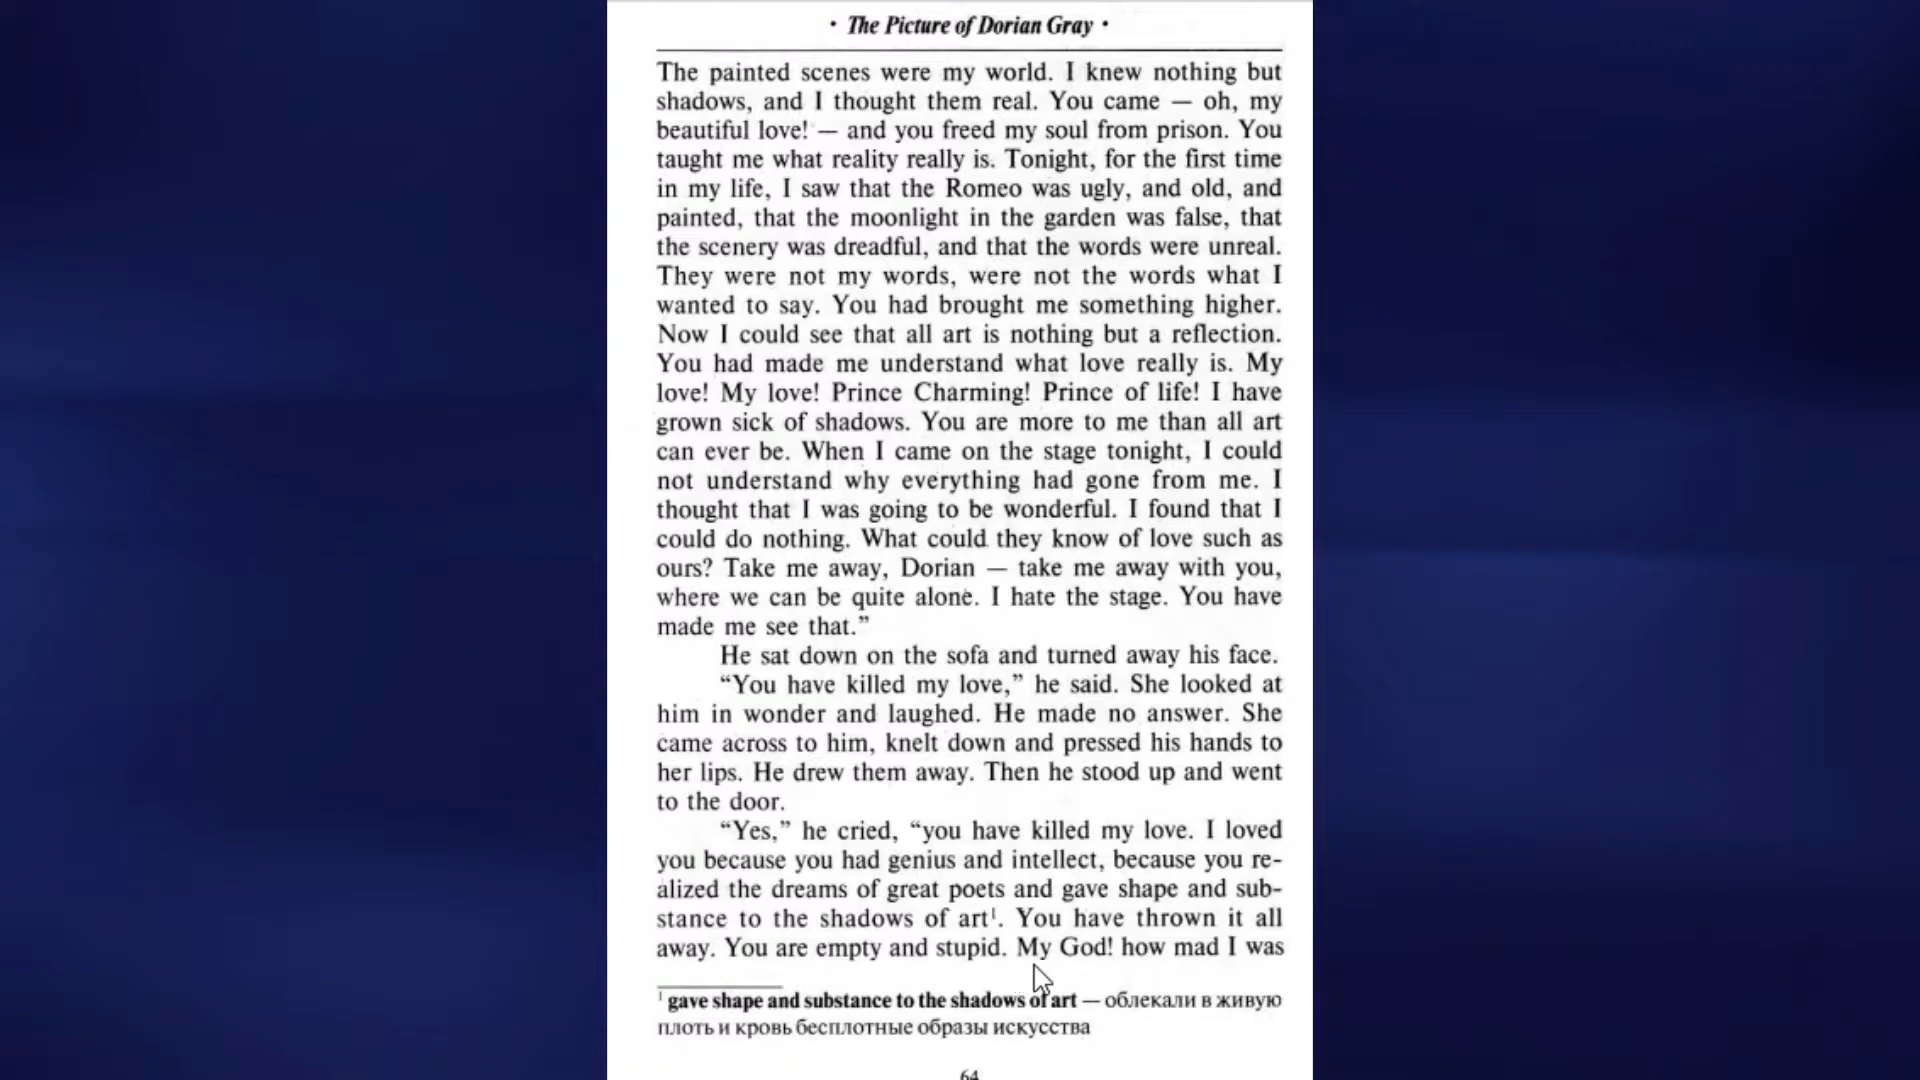 • The Picture of Dorian Gray •
The painted scenes were my world. I knew nothing but
shadows, and I thought them real. You came — oh, my
beautiful love! — and you freed my soul from prison. You
taught me what reality really is. Tonight, for the first time
in my life, I saw that the Romeo was ugly, and old, and
painted, that the moonlight in the garden was false, that
the scenery was dreadful, and that the words were unreal.
They were not my words, were not the words what I
wanted to say. You had brought me something higher.
Now I could see that all art is nothing but a reflection.
You had made me understand what love really is. My
love! My love! Prince Charming! Prince of life! I have
grown sick of shadows. You are more to me than all art
can ever be. When I came on the stage tonight, I could
not understand why everything had gone from me. I
thought that I was going to be wonderful. I found that I
could do nothing. What could they know of love such as
ours? Take me away, Dorian — take me away with you,
where we can be quite alone. I hate the stage. You have
made me see that.”
He sat down on the sofa and turned away his face.
“You have killed my love,” he said. She looked at
him in wonder and laughed. He made no answer. She
came across to him, knelt down and pressed his hands to
her lips. He drew them away. Then he stood up and went
to the door.
“Yes,” he cried, “you have killed my love. I loved
you because you had genius and intellect, because you re-
alized the dreams of great poets and gave shape and sub-
stance to the shadows of art¹. You have thrown it all
away. You are empty and stupid. My God! how mad I was
¹ gave shape and substance to the shadows of art — облекали в живую
плоть и кровь бесплотные образы искусства
64